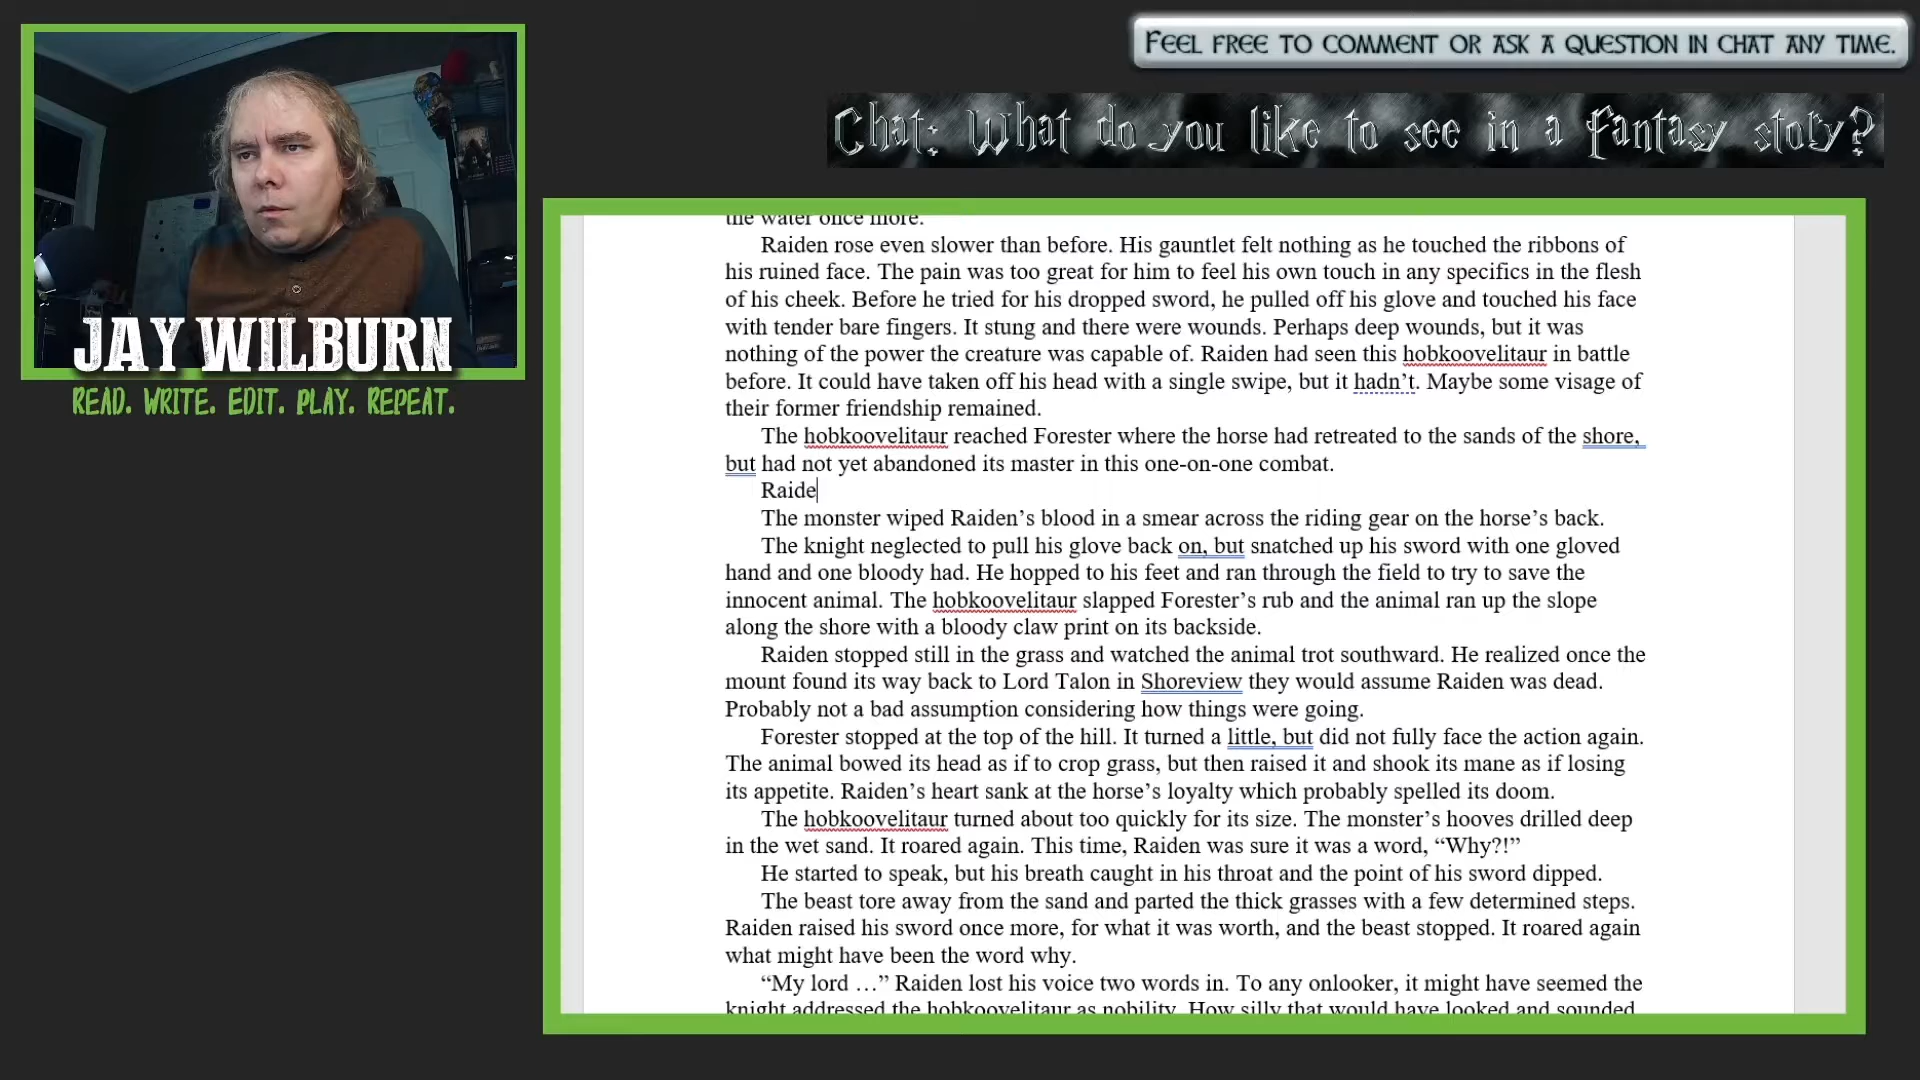 FEEL FREE TO COMMENT OR ASK A QUESTION IN CHAT ANY TIME.
Chat: What do you like to see in a fantasy story?
JAY WILBURN
READ. WRITE. EDIT. PLAY. REPEAT.
the water once more.
Raiden rose even slower than before. His gauntlet felt nothing as he touched the ribbons of
his ruined face. The pain was too great for him to feel his own touch in any specifics in the flesh
of his cheek. Before he tried for his dropped sword, he pulled off his glove and touched his face
with tender bare fingers. It stung and there were wounds. Perhaps deep wounds, but it was
nothing of the power the creature was capable of. Raiden had seen this hobkoovelitaur in battle
before. It could have taken off his head with a single swipe, but it hadn’t. Maybe some visage of
their former friendship remained.
The hobkoovelitaur reached Forester where the horse had retreated to the sands of the shore,
but had not yet abandoned its master in this one-on-one combat.
Raide
The monster wiped Raiden’s blood in a smear across the riding gear on the horse’s back.
The knight neglected to pull his glove back on, but snatched up his sword with one gloved
hand and one bloody had. He hopped to his feet and ran through the field to try to save the
innocent animal. The hobkoovelitaur slapped Forester’s rub and the animal ran up the slope
along the shore with a bloody claw print on its backside.
Raiden stopped still in the grass and watched the animal trot southward. He realized once the
mount found its way back to Lord Talon in Shoreview they would assume Raiden was dead.
Probably not a bad assumption considering how things were going.
Forester stopped at the top of the hill. It turned a little, but did not fully face the action again.
The animal bowed its head as if to crop grass, but then raised it and shook its mane as if losing
its appetite. Raiden’s heart sank at the horse’s loyalty which probably spelled its doom.
The hobkoovelitaur turned about too quickly for its size. The monster’s hooves drilled deep
in the wet sand. It roared again. This time, Raiden was sure it was a word, “Why?!”
He started to speak, but his breath caught in his throat and the point of his sword dipped.
The beast tore away from the sand and parted the thick grasses with a few determined steps.
Raiden raised his sword once more, for what it was worth, and the beast stopped. It roared again
what might have been the word why.
“My lord …” Raiden lost his voice two words in. To any onlooker, it might have seemed the
knight addressed the hobkoovelitaur as nobility. How silly that would have looked and sounded